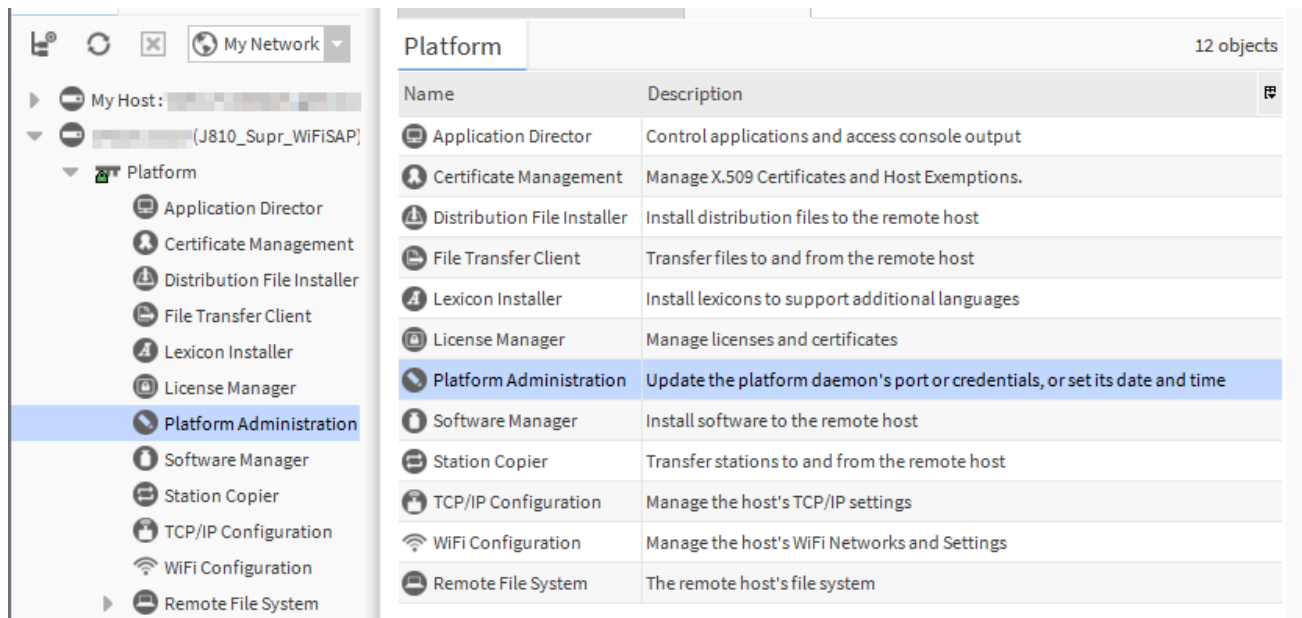 My Network
My Host :
(J810_Supr_WiFiSAP)
Platform
Application Director
Certificate Management
Distribution File Installer
File Transfer Client
Lexicon Installer
License Manager
Platform Administration
Software Manager
Station Copier
TCP/IP Configuration
WiFi Configuration
Remote File System
Platform 12 objects
Name Description
Application Director Control applications and access console output
Certificate Management Manage X.509 Certificates and Host Exemptions.
Distribution File Installer Install distribution files to the remote host
File Transfer Client Transfer files to and from the remote host
Lexicon Installer Install lexicons to support additional languages
License Manager Manage licenses and certificates
Platform Administration Update the platform daemon's port or credentials, or set its date and time
Software Manager Install software to the remote host
Station Copier Transfer stations to and from the remote host
TCP/IP Configuration Manage the host's TCP/IP settings
WiFi Configuration Manage the host's WiFi Networks and Settings
Remote File System The remote host's file system